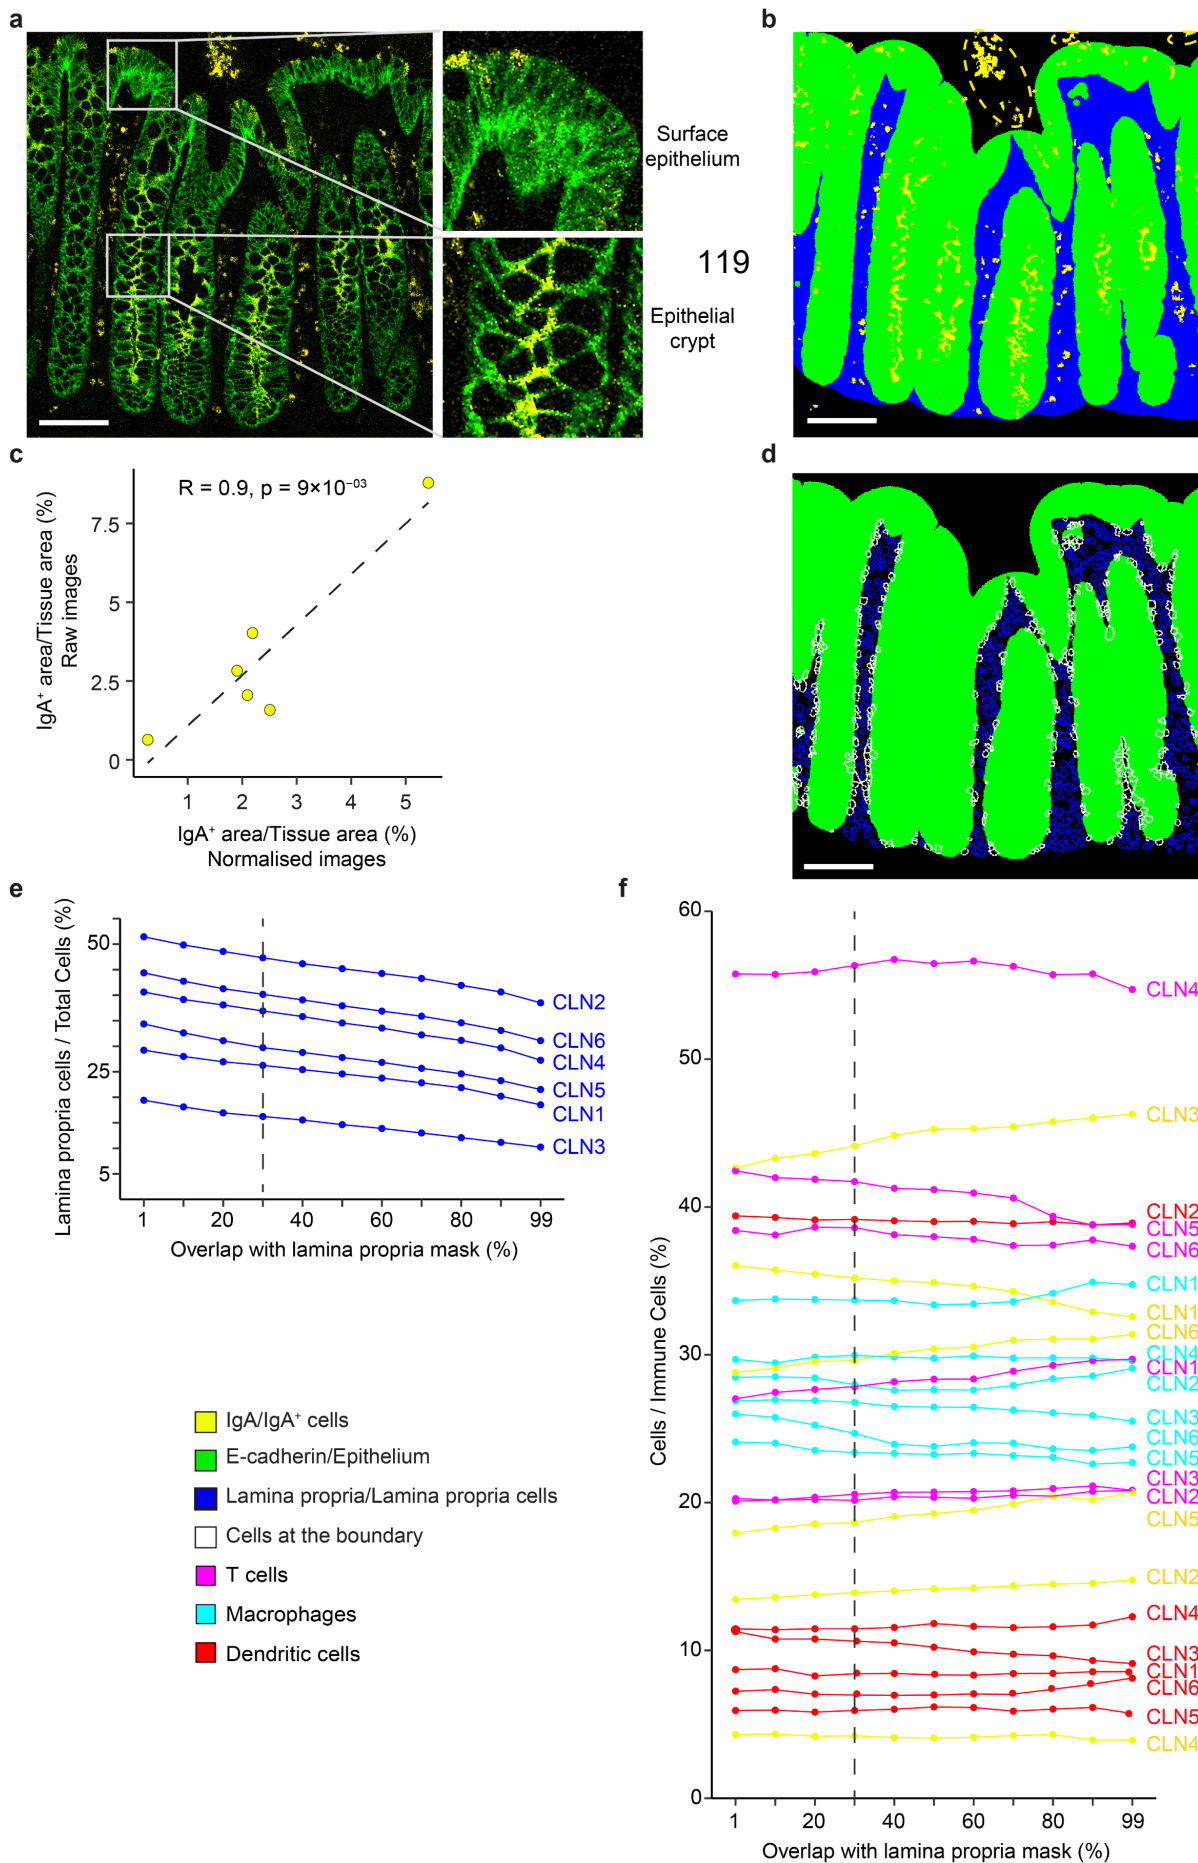 a
Surface
epithelium
119
Epithelial
crypt
b
c
R = 0.9, p = 9×10⁻⁰³
IgA⁺ area/Tissue area (%)
Raw images
7.5
5
2.5
0
1 2 3 4 5
IgA⁺ area/Tissue area (%)
Normalised images
d
e
Lamina propria cells / Total Cells (%)
50
25
5
CLN2
CLN6
CLN4
CLN5
CLN1
CLN3
1 20 40 60 80 99
Overlap with lamina propria mask (%)
IgA/IgA⁺ cells
E-cadherin/Epithelium
Lamina propria/Lamina propria cells
Cells at the boundary
T cells
Macrophages
Dendritic cells
f
Cells / Immune Cells (%)
60
50
40
30
20
10
0
CLN4
CLN3
CLN2
CLN5
CLN6
CLN1
CLN1
CLN6
CLN4
CLN1
CLN2
CLN3
CLN6
CLN5
CLN3
CLN2
CLN5
CLN2
CLN4
CLN3
CLN1
CLN6
CLN5
CLN4
1 20 40 60 80 99
Overlap with lamina propria mask (%)